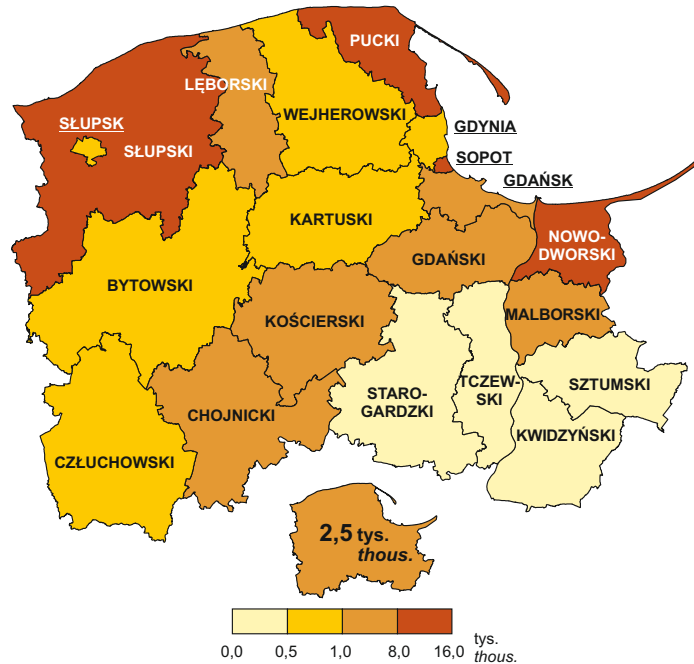 PUCKI
LĘBORSKI
WEJHEROWSKI
SŁUPSK
GDYNIA
SŁUPSKI
SOPOT
GDAŃSK
KARTUSKI
NOWO-
DWORSKI
GDAŃSKI
BYTOWSKI
KOŚCIERSKI
MALBORSKI
STARO-
GARDZKI
TCZEW-
SKI
SZTUMSKI
CHOJNICKI
KWIDZYŃSKI
CZŁUCHOWSKI
2,5 tys.
thous.
0,0 0,5 1,0 8,0 16,0 tys.
thous.